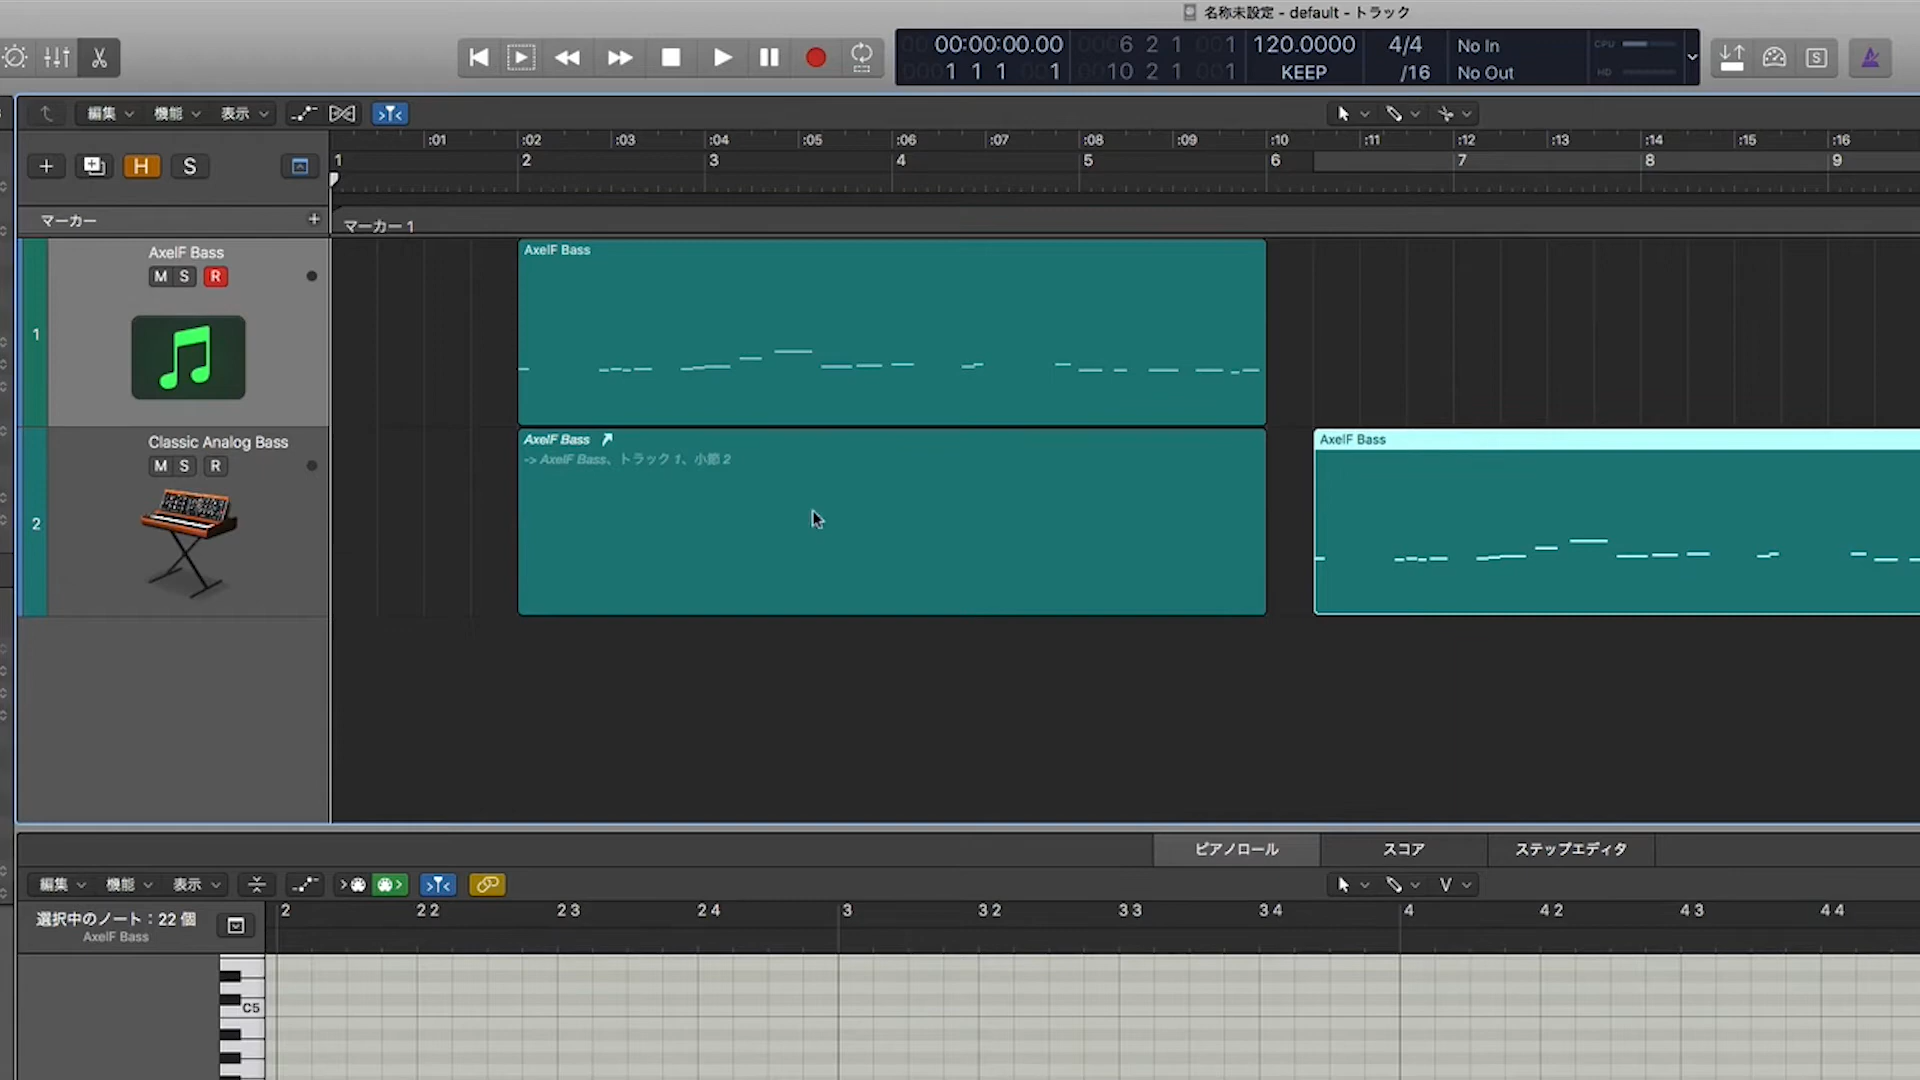 名称未設定 - default - トラック
00:00:00.00
1 1 1 1
6 2 1 001
10 2 1 001
120.0000
KEEP
4/4
/16
No In
No Out
CPU
HD
S
編集 機能 表示
:01 :02 :03 :04 :05 :06 :07 :08 :09 :10 :11 :12 :13 :14 :15 :16
H S
1 2 3 4 5 6 7 8 9
マーカー
マーカー 1
1
AxelF Bass
M S R
AxelF Bass
2
Classic Analog Bass
M S R
AxelF Bass
-> AxelF Bass、トラック 1、小節 2
AxelF Bass
ピアノロール スコア ステップエディタ
編集 機能 表示
V
選択中のノート：22 個
AxelF Bass
2 2 2 2 3 2 4 3 3 2 3 3 3 4 4 4 2 4 3 4 4
C5